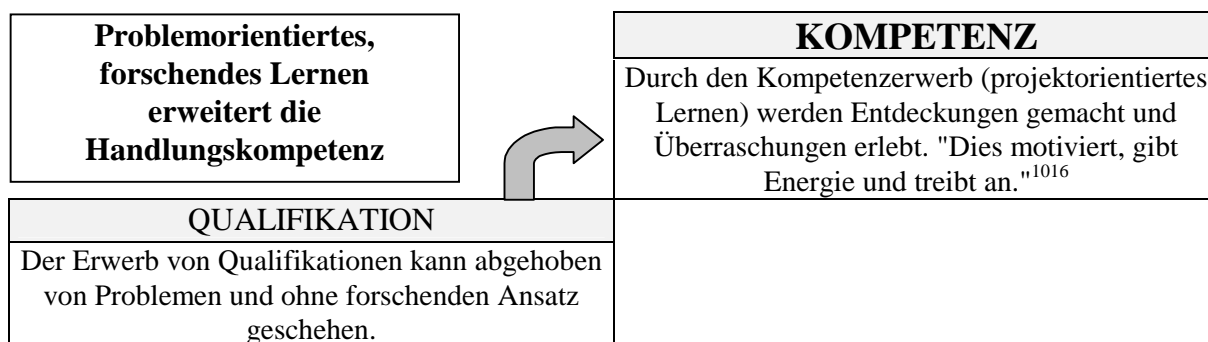 Problemorientiertes,
forschendes Lernen
erweitert die
Handlungskompetenz
KOMPETENZ
Durch den Kompetenzerwerb (projektorientiertes
Lernen) werden Entdeckungen gemacht und
Überraschungen erlebt. "Dies motiviert, gibt
Energie und treibt an."1016
QUALIFIKATION
Der Erwerb von Qualifikationen kann abgehoben
von Problemen und ohne forschenden Ansatz
geschehen.